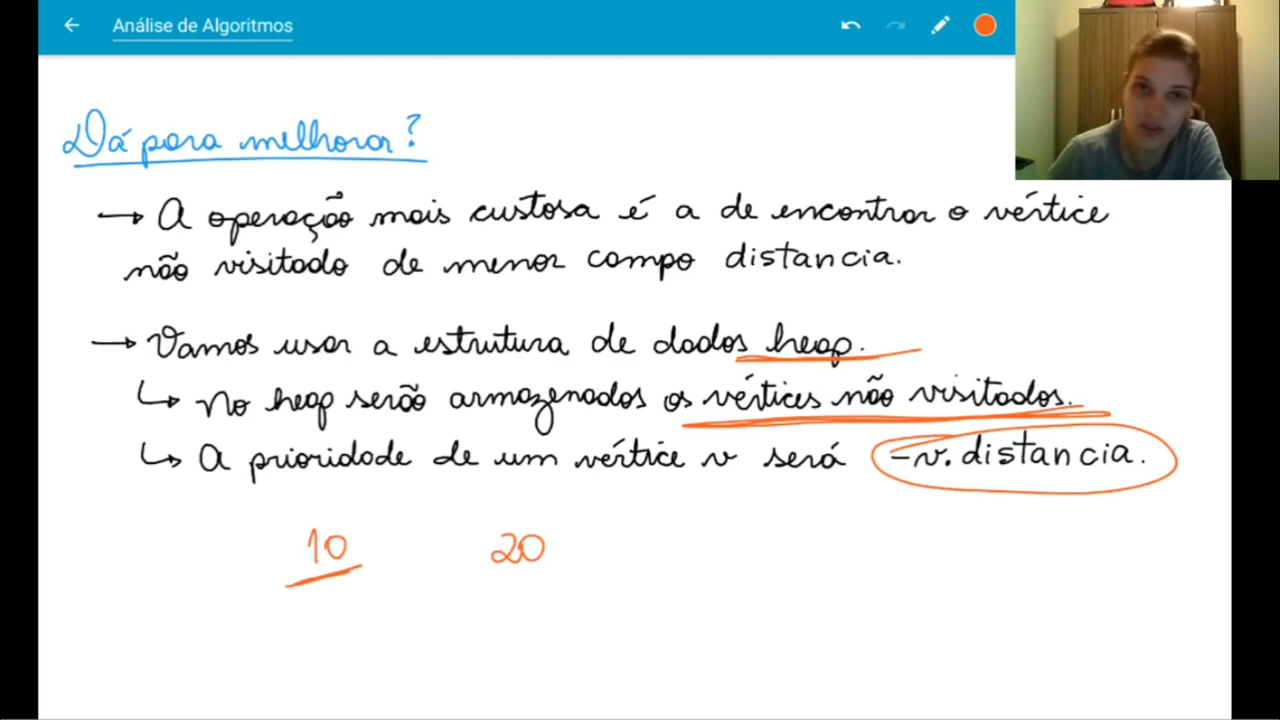 Análise de Algoritmos
Dá para melhorar?
→ A operação mais custosa é a de encontrar o vértice
não visitado de menor campo distancia.
→ Vamos usar a estrutura de dados heap.
↳ No heap serão armazenados os vértices não visitados.
↳ A prioridade de um vértice v será -v.distancia.
10 20